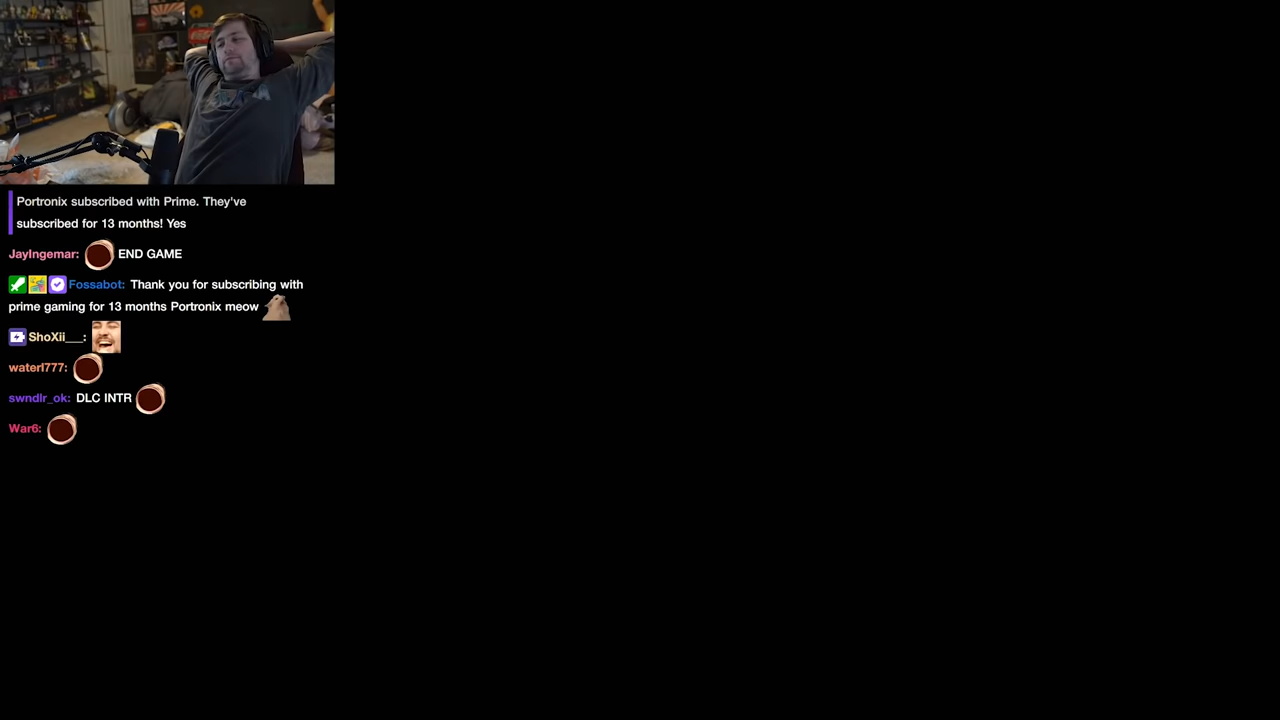 Portronix subscribed with Prime. They've
subscribed for 13 months! Yes
JayIngemar: END GAME
Fossabot: Thank you for subscribing with
prime gaming for 13 months Portronix meow
ShoXii___:
waterl777:
swndlr_ok: DLC INTR
War6: